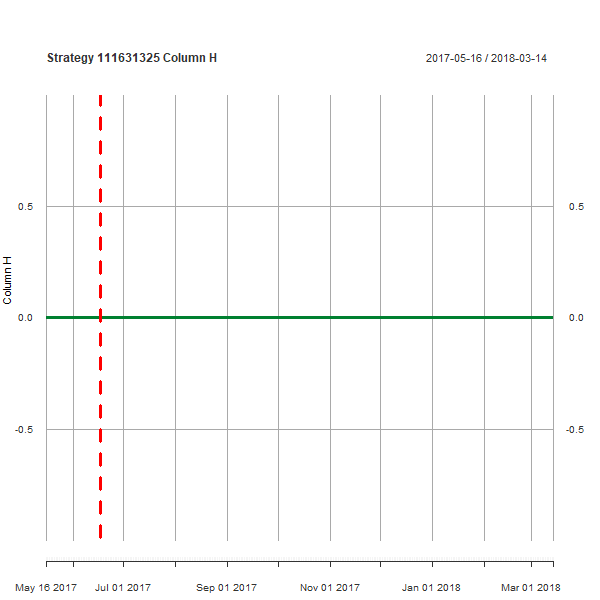 Strategy 111631325 Column H
2017-05-16 / 2018-03-14
0.5
0.5
Column H
0.0
0.0
-0.5
-0.5
May 16 2017
Jul 01 2017
Sep 01 2017
Nov 01 2017
Jan 01 2018
Mar 01 2018